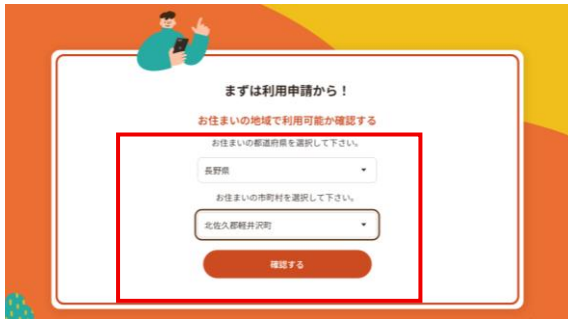 まずは利用申請から！
お住まいの地域で利用可能か確認する
お住まいの都道府県を選択して下さい。
長野県
お住まいの市町村を選択して下さい。
北佐久郡軽井沢町
確認する